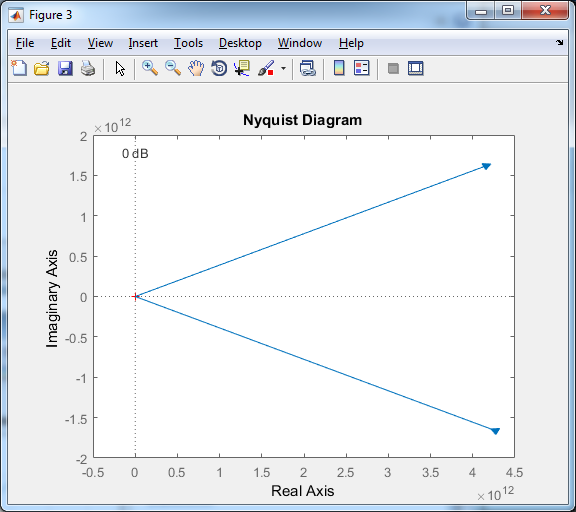 Figure 3
File Edit View Insert Tools Desktop Window Help
Nyquist Diagram
×10¹²
0 dB
2
1.5
1
0.5
0
-0.5
-1
-1.5
-2
Imaginary Axis
-0.5 0 0.5 1 1.5 2 2.5 3 3.5 4 4.5
Real Axis
×10¹²